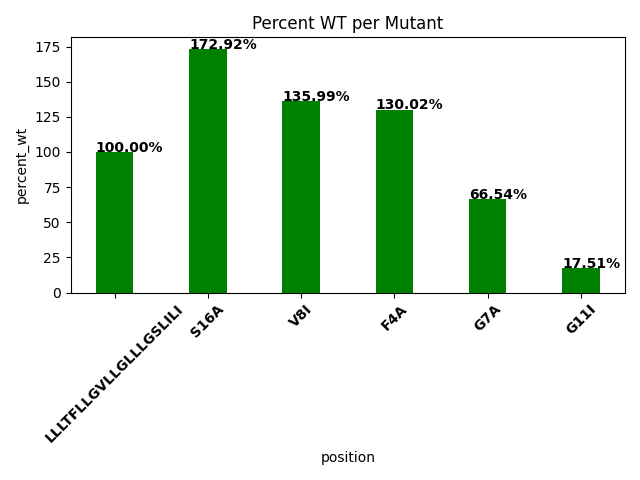 Percent WT per Mutant
percent_wt
175
150
125
100
75
50
25
0
100.00%
172.92%
135.99%
130.02%
66.54%
17.51%
LLLTFLLGVLLGLLLGSLILI
S16A
V8I
F4A
G7A
G11I
position